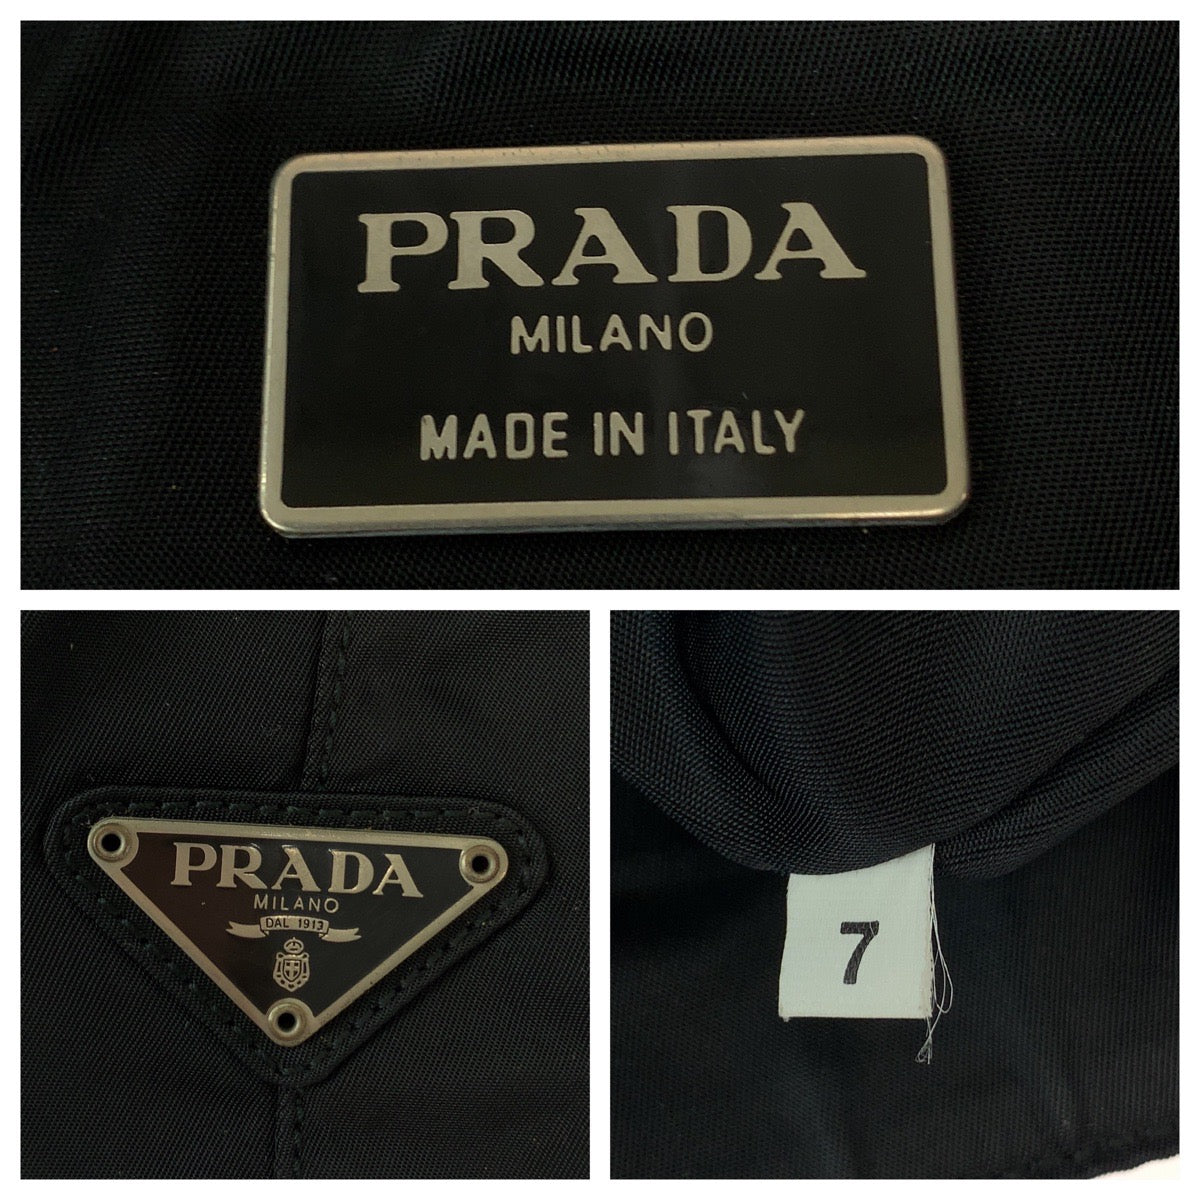 PRADA
MILANO
MADE IN ITALY
PRADA
MILANO
DAL 1913
7